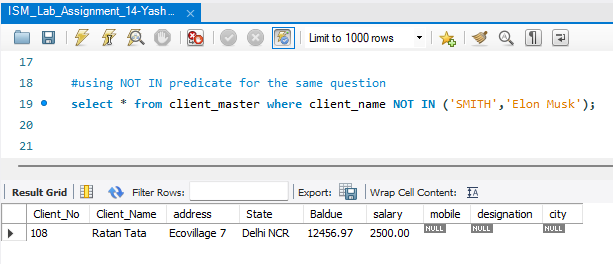 ISM_Lab_Assignment_14-Yash...
Limit to 1000 rows
17
18 #using NOT IN predicate for the same question
19 select * from client_master where client_name NOT IN ('SMITH','Elon Musk');
20
21
Result Grid Filter Rows: Export: Wrap Cell Content: IA
Client_No Client_Name address State Baldue salary mobile designation city
108 Ratan Tata Ecovillage 7 Delhi NCR 12456.97 2500.00 NULL NULL NULL